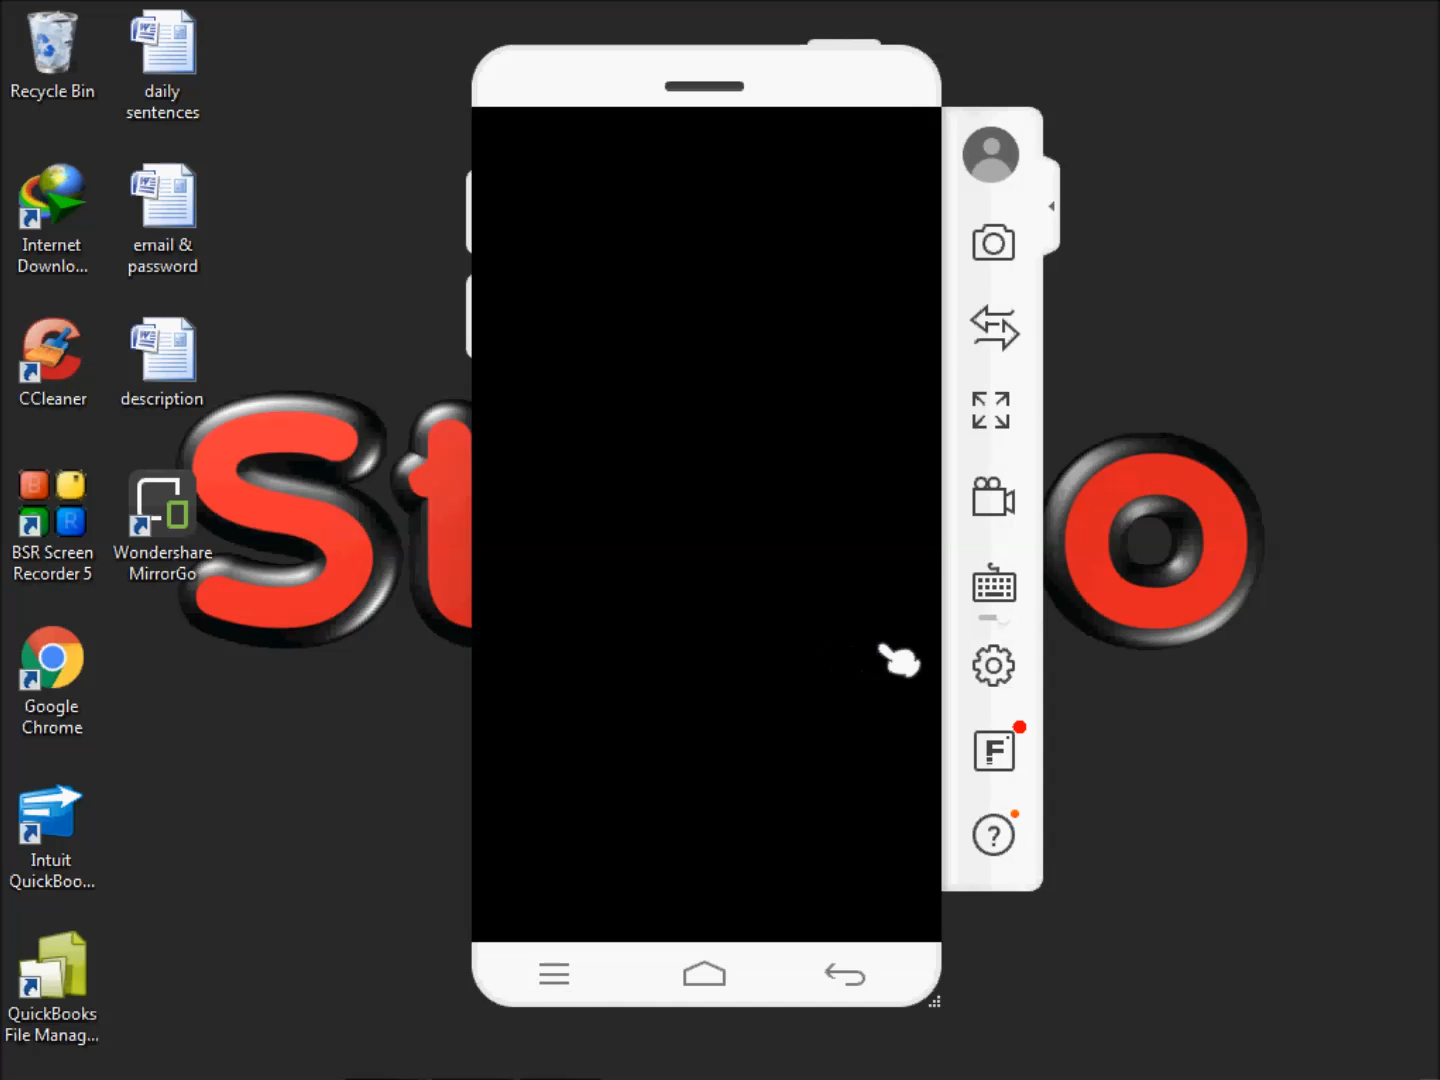 Recycle Bin
daily
sentences
Internet
Downlo...
email &
password
CCleaner
description
BSR Screen
Recorder 5
Wondershare
MirrorGo
Google
Chrome
Intuit
QuickBoo...
QuickBooks
File Manag...
St
o
F
?